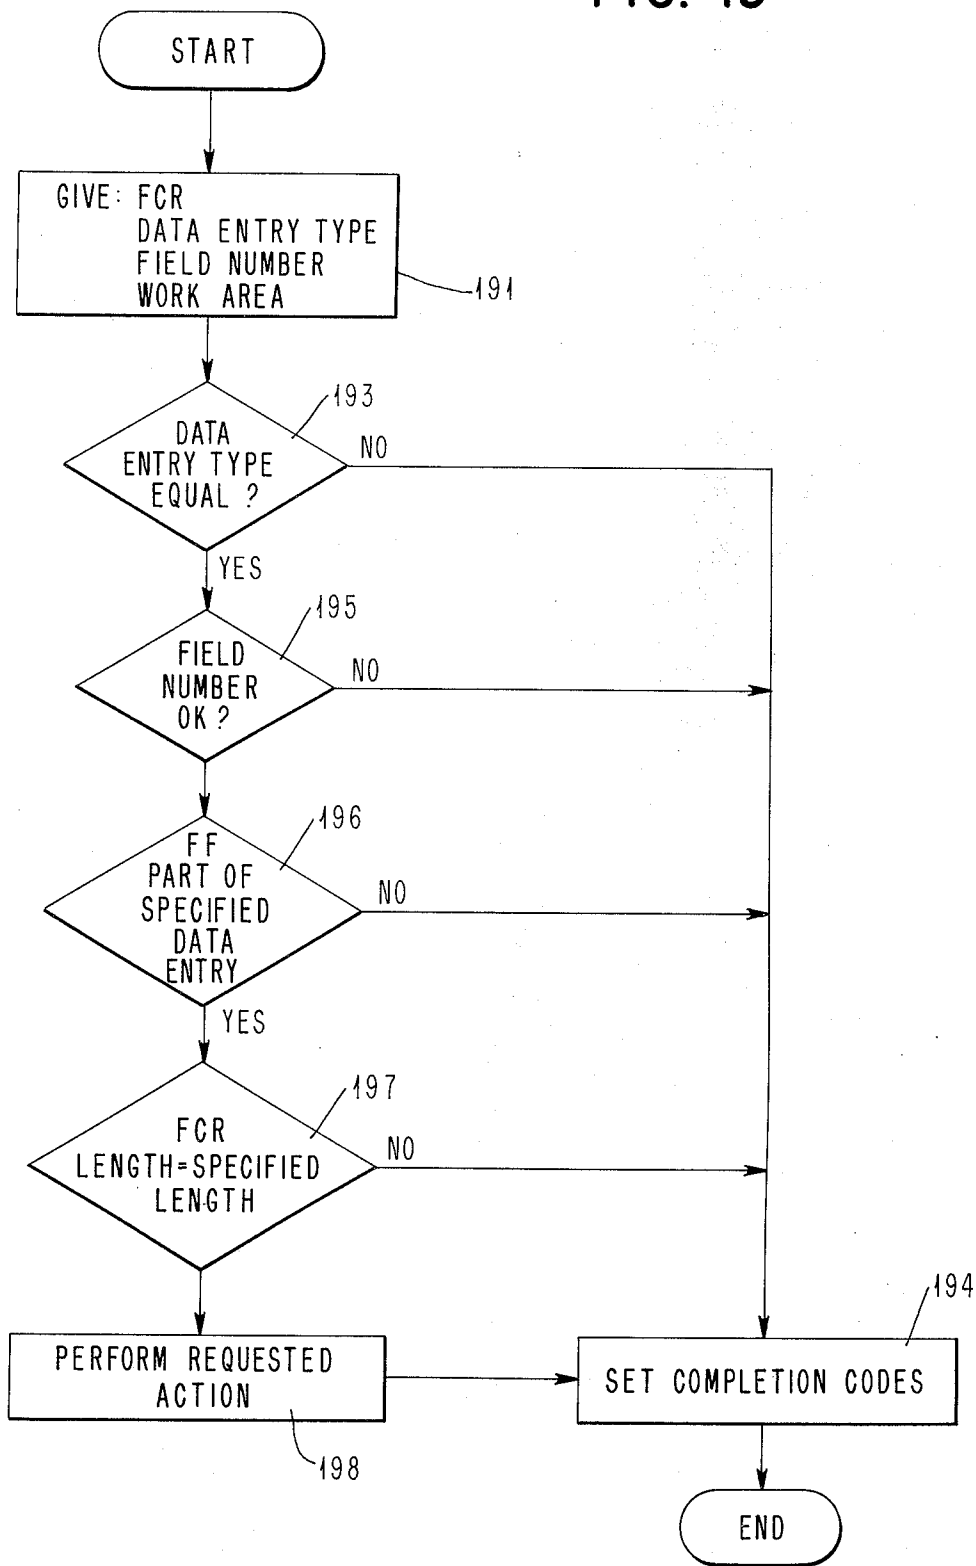 START
GIVE: FCR
DATA ENTRY TYPE
FIELD NUMBER
WORK AREA
191
193
DATA
ENTRY TYPE
EQUAL ?
NO
YES
195
FIELD
NUMBER
OK ?
NO
196
FF
PART OF
SPECIFIED
DATA
ENTRY
NO
YES
197
FCR
LENGTH=SPECIFIED
LENGTH
NO
194
PERFORM REQUESTED
ACTION
SET COMPLETION CODES
198
END